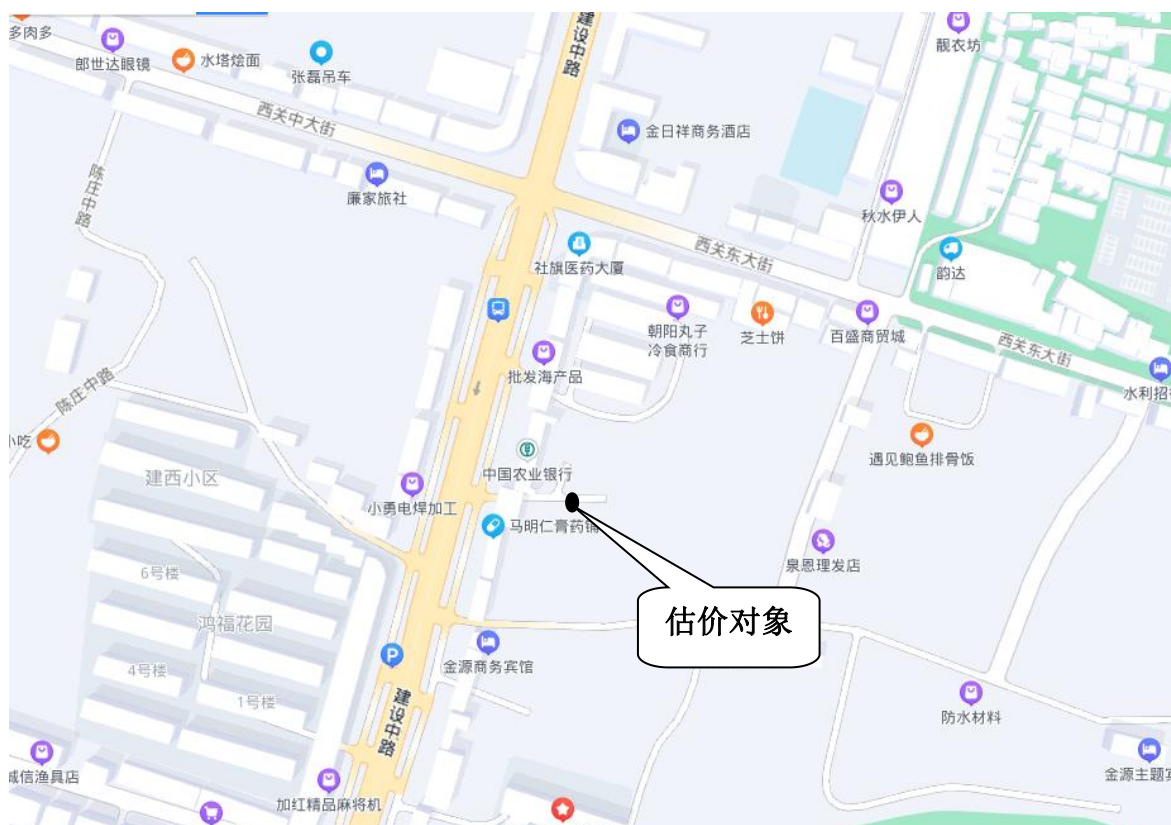 多肉多
郎世达眼镜
水塔烩面
张磊吊车
建设中路
靓衣坊
西关中大街
金日祥商务酒店
陈庄中路
廉家旅社
秋水伊人
社旗医药大厦
西关东大街
韵达
朝阳丸子
冷食商行
芝士饼
百盛商贸城
西关东大街
批发海产品
水利招
陈庄中路
小吃
中国农业银行
遇见鲍鱼排骨饭
建西小区
小勇电焊加工
马明仁膏药铺
泉恩理发店
6号楼
鸿福花园
估价对象
P
金源商务宾馆
4号楼
1号楼
建设中路
防水材料
诚信渔具店
金源主题宾
加红精品麻将机